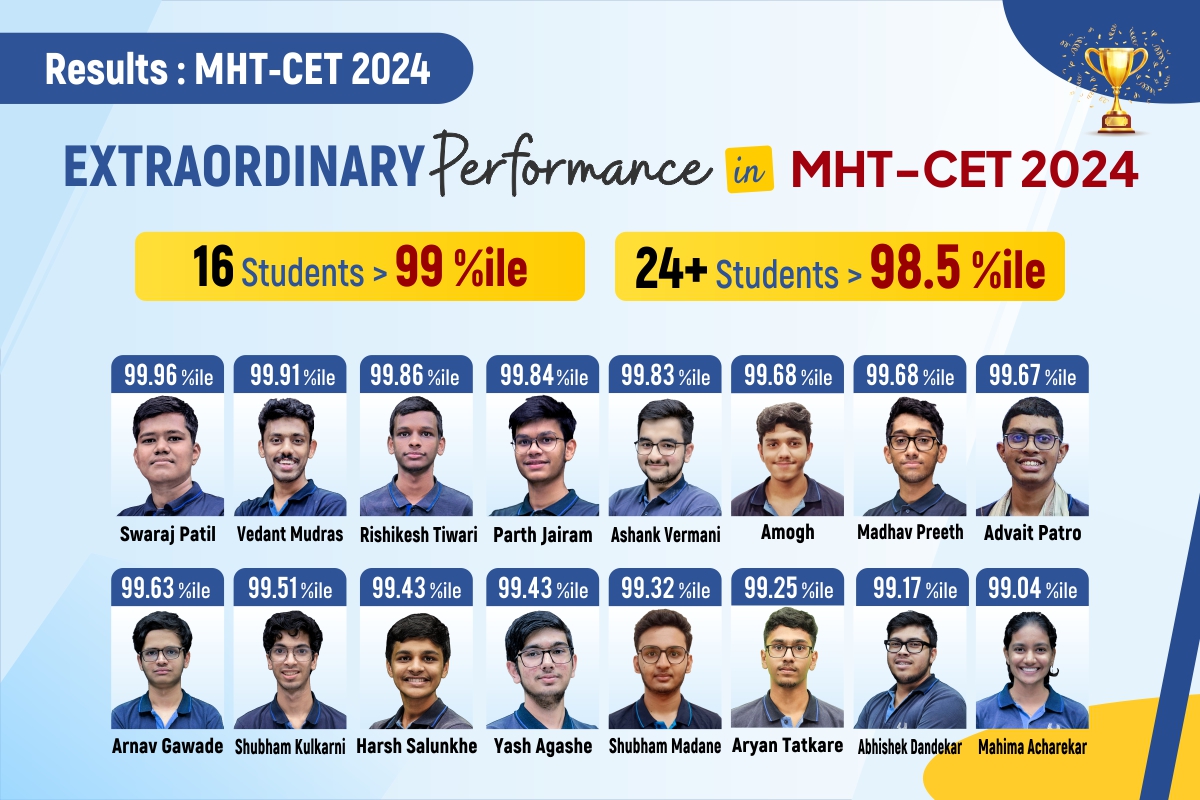 Results : MHT-CET 2024
EXTRAORDINARY Performance in MHT-CET 2024
16 Students > 99 %ile
24+ Students > 98.5 %ile
99.96 %ile 99.91 %ile 99.86 %ile 99.84 %ile 99.83 %ile 99.68 %ile 99.68 %ile 99.67 %ile
Swaraj Patil Vedant Mudras Rishikesh Tiwari Parth Jairam Ashank Vermani Amogh Madhav Preeth Advait Patro
99.63 %ile 99.51 %ile 99.43 %ile 99.43 %ile 99.32 %ile 99.25 %ile 99.17 %ile 99.04 %ile
Arnav Gawade Shubham Kulkarni Harsh Salunkhe Yash Agashe Shubham Madane Aryan Tatkare Abhishek Dandekar Mahima Acharekar